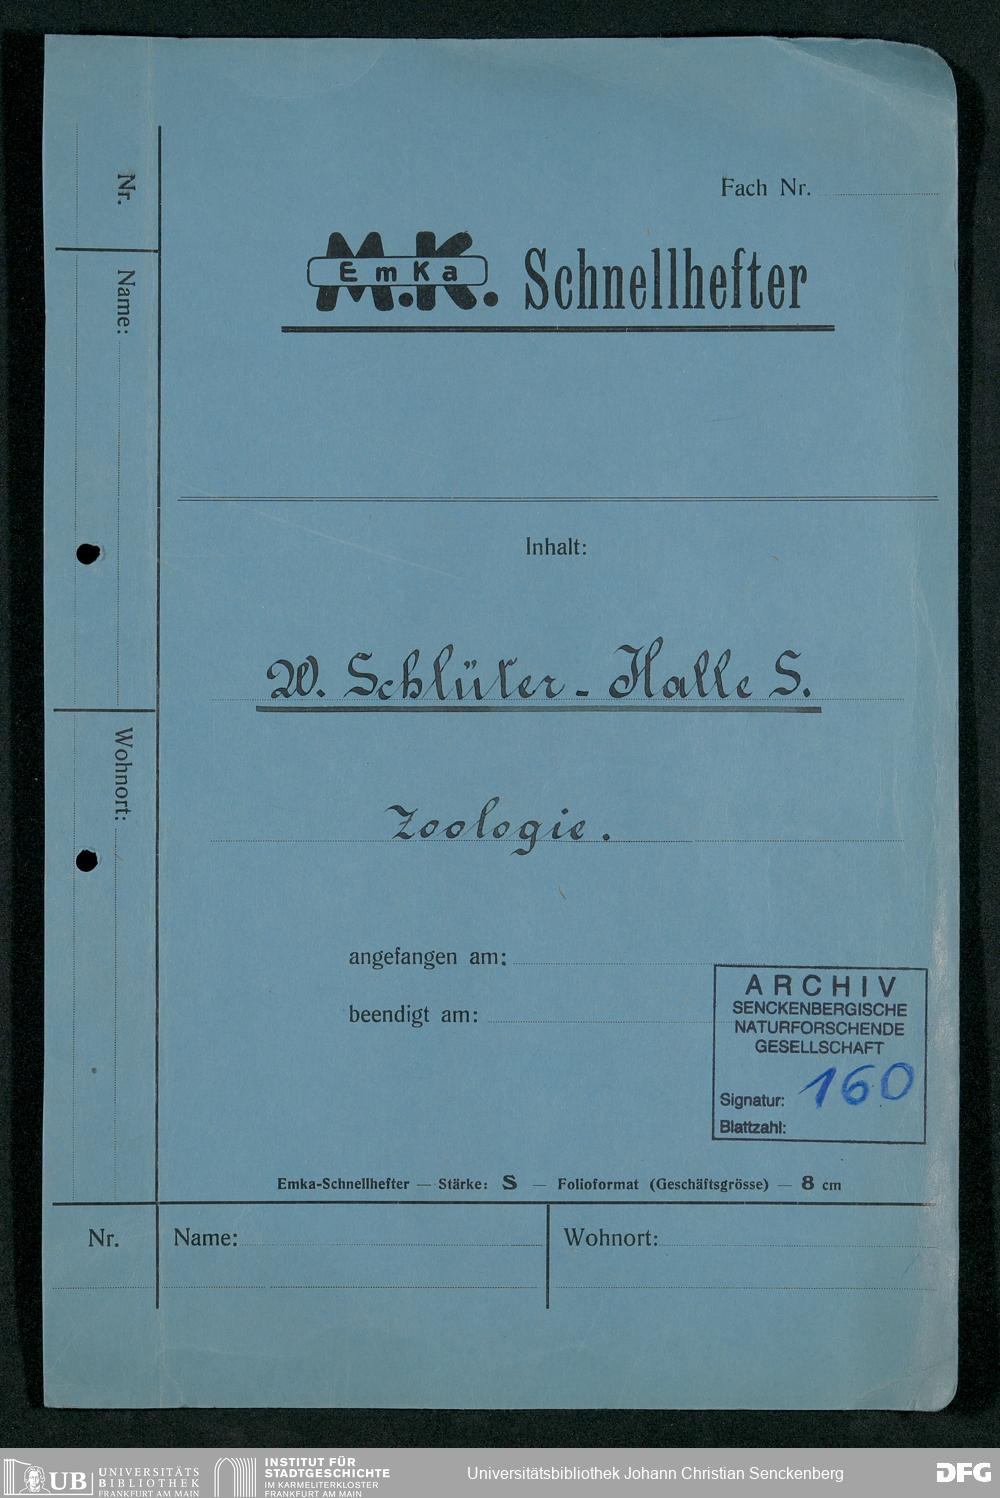 Fach Nr.
M.K. EmKa Schnellhefter
Inhalt:
W. Schlüter - Halle S.
Zoologie.
angefangen am:
beendigt am:
ARCHIV
SENCKENBERGISCHE
NATURFORSCHENDE
GESELLSCHAFT
Signatur: 160
Blattzahl:
Emka-Schnellhefter — Stärke: S — Folioformat (Geschäftsgrösse) — 8 cm
Nr.
Name:
Wohnort:
Nr. Name: Wohnort:
UB UNIVERSITÄTS
BIBLIOTHEK
FRANKFURT AM MAIN
INSTITUT FÜR
STADTGESCHICHTE
IM KARMELITERKLOSTER
FRANKFURT AM MAIN
Universitätsbibliothek Johann Christian Senckenberg
DFG